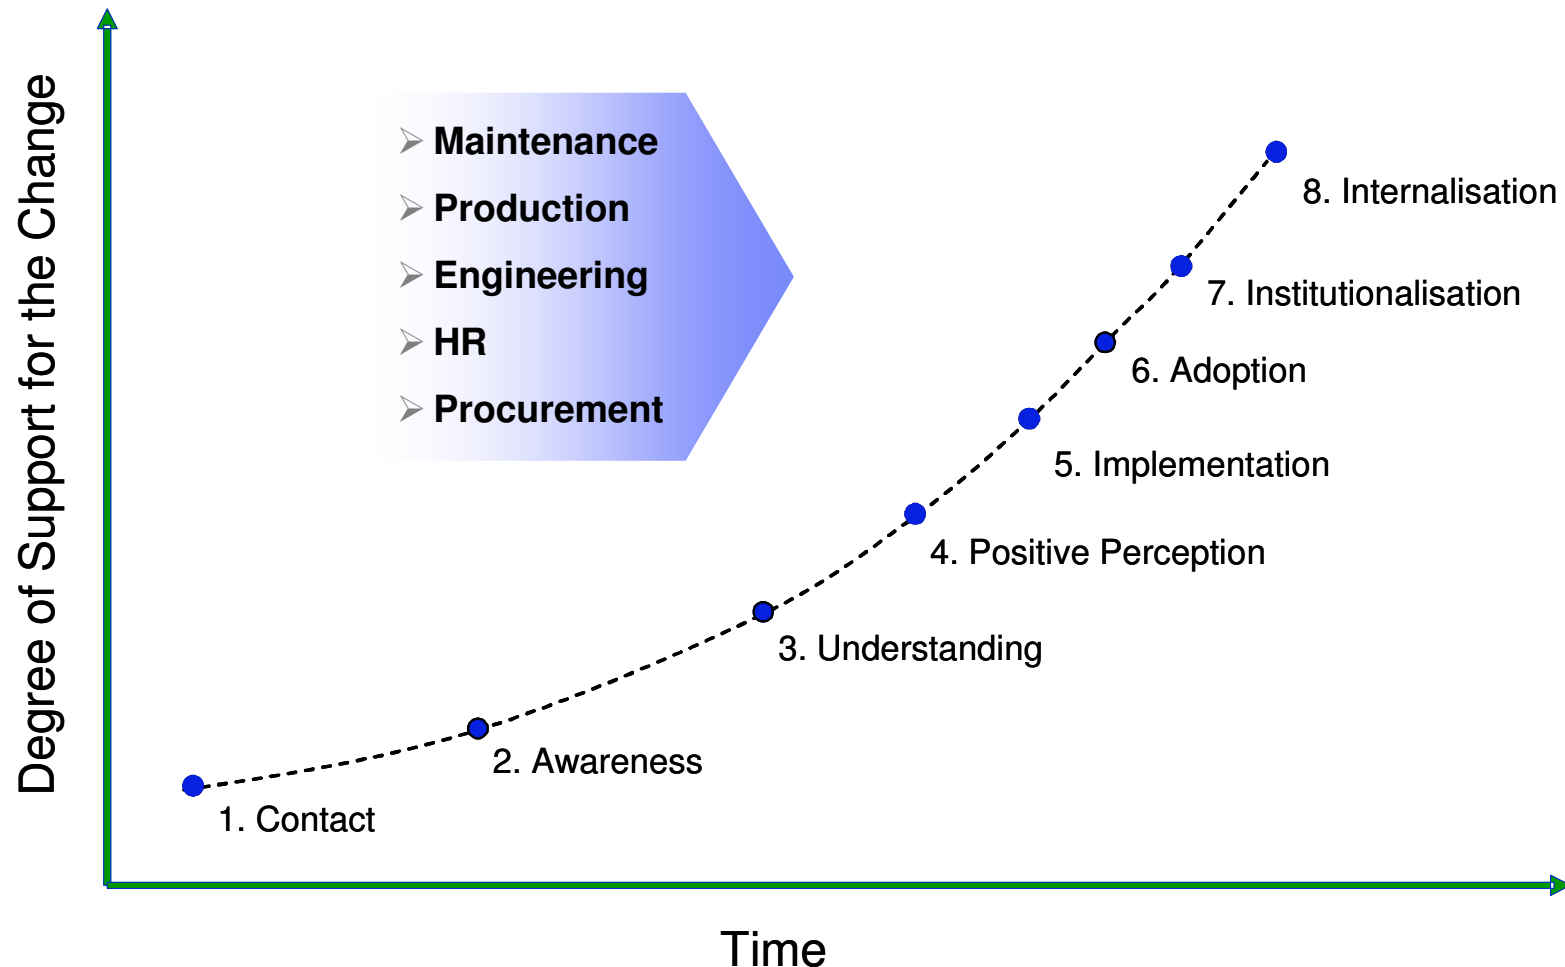 Degree of Support for the Change
Maintenance
Production
Engineering
HR
Procurement
8. Internalisation
7. Institutionalisation
6. Adoption
5. Implementation
4. Positive Perception
3. Understanding
2. Awareness
1. Contact
Time